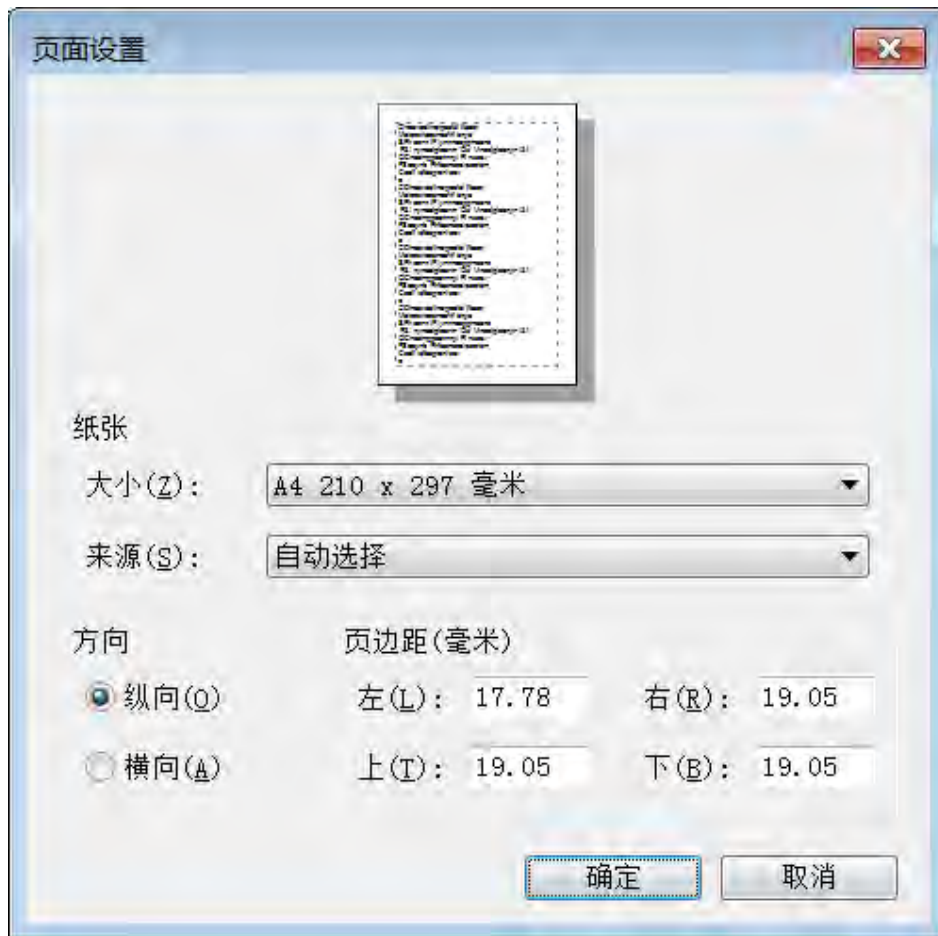 页面设置
纸张
大小(Z): A4 210 x 297 毫米
来源(S): 自动选择
方向 页边距(毫米)
纵向(O) 左(L): 17.78 右(R): 19.05
横向(A) 上(T): 19.05 下(B): 19.05
确定 取消